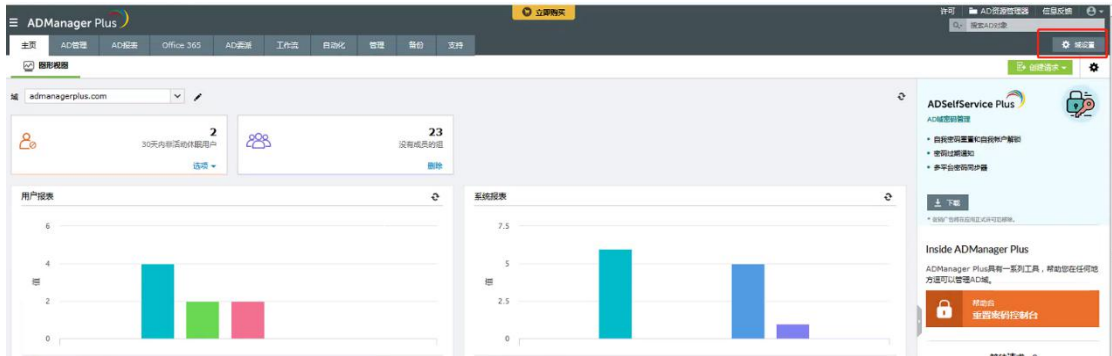 立即购买
许可 AD资源管理器 信息反馈
ADManager Plus
搜索AD对象
主页 AD管理 AD报表 Office 365 AD委派 工作流 自动化 管理 备份 支持
域设置
图形视图
创建请求
域 admanagerplus.com
ADSelfService Plus
AD域密码管理
2
30天内非活动休眠用户
选项
23
没有成员的组
删除
• 自我密码重置和自我帐户解锁
• 密码过期通知
• 多平台密码同步器
下载
用户报表
系统报表
6
4
值
2
0
7.5
5
值
2.5
0
Inside ADManager Plus
ADManager Plus具有一系列工具，帮助您在任何地
方逐可以管理AD域。
帮助台
重置密码控制台